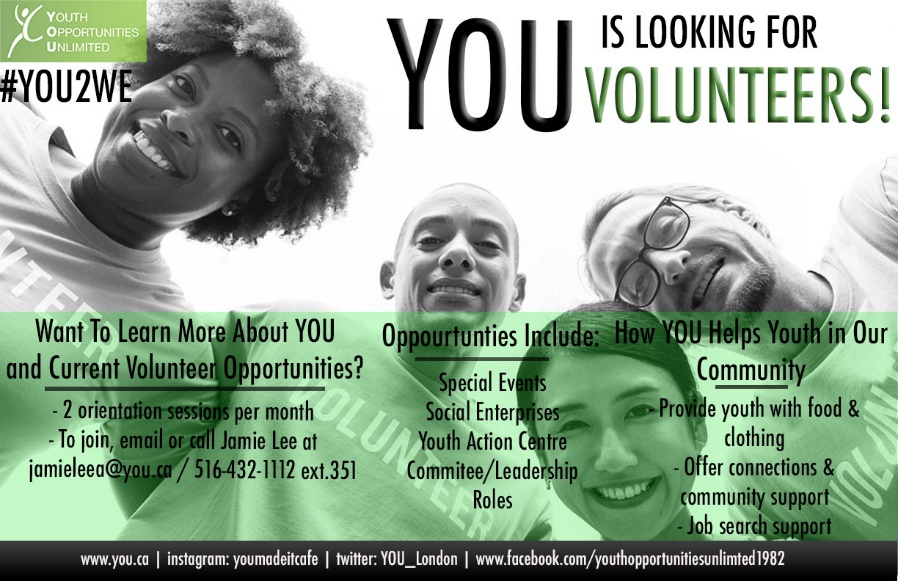 YOUTH
OPPORTUNITIES
UNLIMITED
#YOU2WE
YOU IS LOOKING FOR
VOLUNTEERS!
Want To Learn More About YOU
and Current Volunteer Opportunities?
- 2 orientation sessions per month
- To join, email or call Jamie Lee at
jamieleea@you.ca / 516-432-1112 ext.351
Oppourtunties Include:
Special Events
Social Enterprises
Youth Action Centre
Commitee/Leadership
Roles
How YOU Helps Youth in Our
Community
Provide youth with food &
clothing
- Offer connections &
community support
- Job search support
VOLUNTEER
www.you.ca | instagram: youmadeitcafe | twitter: YOU_London | www.facebook.com/youthopportunitiesunlimted1982